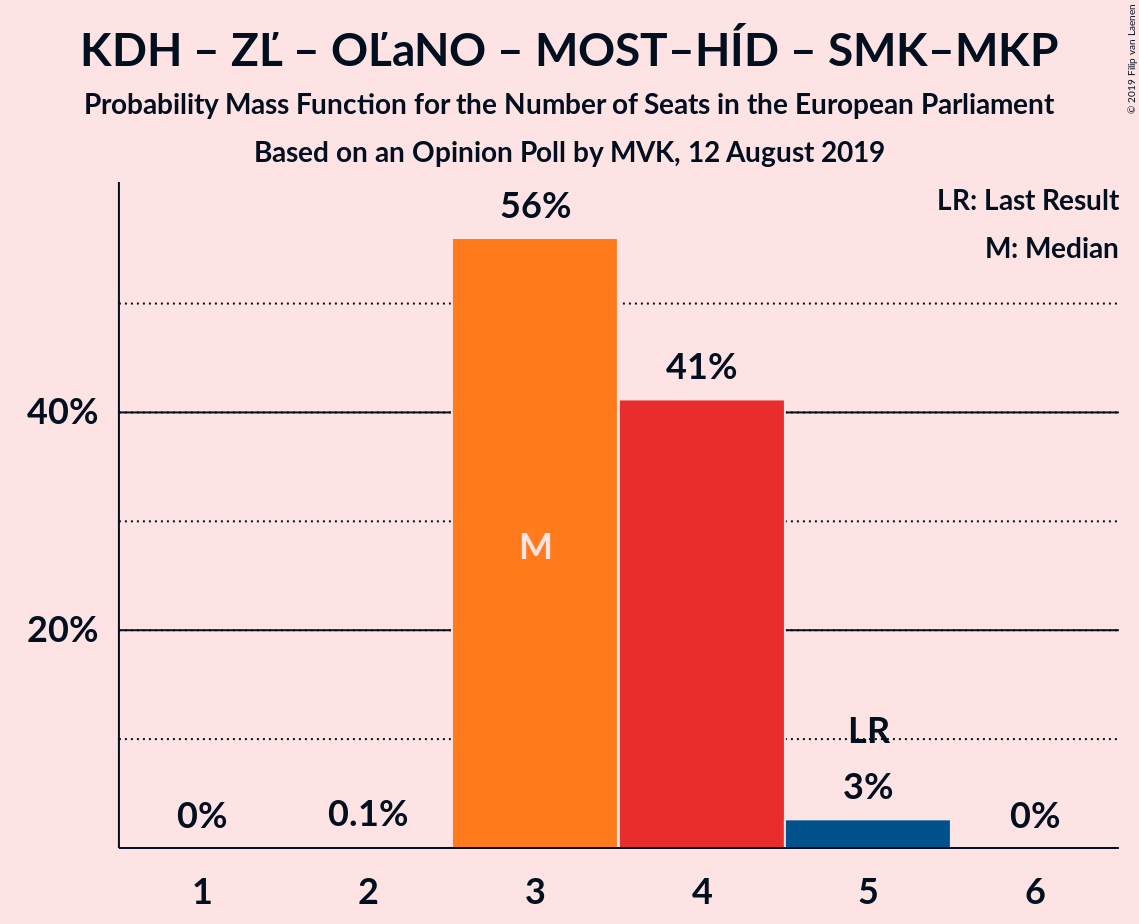 KDH – ZĽ – OĽaNO – MOST–HÍD – SMK–MKP
Probability Mass Function for the Number of Seats in the European Parliament
Based on an Opinion Poll by MVK, 12 August 2019
© 2019 Filip van Laenen
LR: Last Result
M: Median
56%
41%
40%
M
20%
LR
3%
0%
0.1%
0%
1
2
3
4
5
6